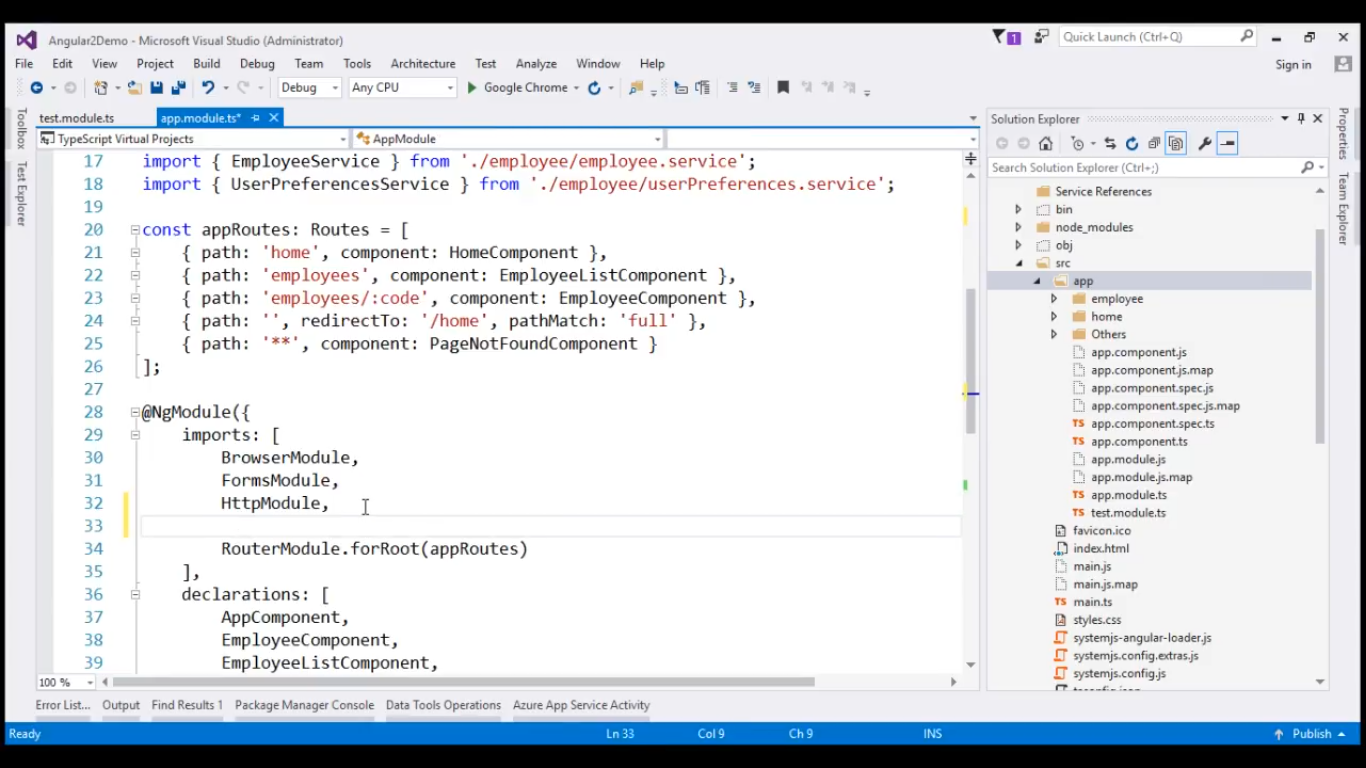 Angular2Demo - Microsoft Visual Studio (Administrator)
1
Quick Launch (Ctrl+Q)
File Edit View Project Build Debug Team Tools Architecture Test Analyze Window Help
Sign in
Debug Any CPU Google Chrome
Toolbox
Test Explorer
test.module.ts app.module.ts*
TypeScript Virtual Projects AppModule
17 import { EmployeeService } from './employee/employee.service';
18 import { UserPreferencesService } from './employee/userPreferences.service';
19
20 const appRoutes: Routes = [
21 { path: 'home', component: HomeComponent },
22 { path: 'employees', component: EmployeeListComponent },
23 { path: 'employees/:code', component: EmployeeComponent },
24 { path: '', redirectTo: '/home', pathMatch: 'full' },
25 { path: '**', component: PageNotFoundComponent }
26 ];
27
28 @NgModule({
29 imports: [
30 BrowserModule,
31 FormsModule,
32 HttpModule,
33
34 RouterModule.forRoot(appRoutes)
35 ],
36 declarations: [
37 AppComponent,
38 EmployeeComponent,
39 EmployeeListComponent,
100 %
Solution Explorer
Search Solution Explorer (Ctrl+;)
Service References
bin
node_modules
obj
src
app
employee
home
Others
app.component.js
app.component.js.map
app.component.spec.js
app.component.spec.js.map
TS app.component.spec.ts
TS app.component.ts
app.module.js
app.module.js.map
TS app.module.ts
TS test.module.ts
favicon.ico
index.html
main.js
main.js.map
TS main.ts
styles.css
systemjs-angular-loader.js
systemjs.config.extras.js
systemjs.config.js
Properties
Team Explorer
Error List... Output Find Results 1 Package Manager Console Data Tools Operations Azure App Service Activity
Ready Ln 33 Col 9 Ch 9 INS Publish